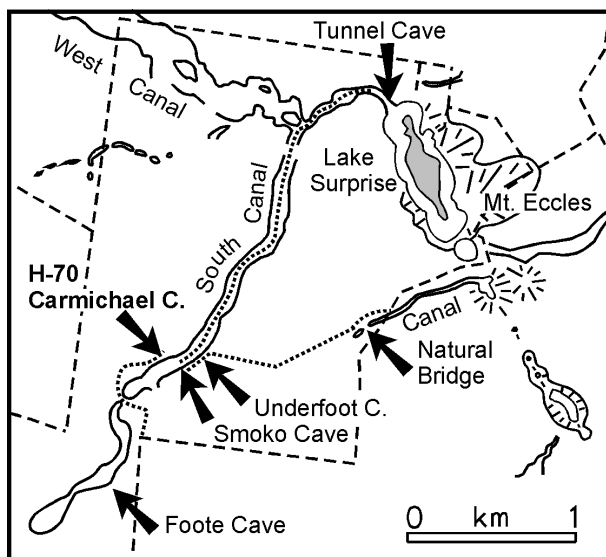 Tunnel Cave
West
Canal
Lake
Surprise
Mt. Eccles
Canal
South
H-70
Carmichael C.
Canal
Natural
Bridge
Underfoot C.
Smoko Cave
Foote Cave
0 km 1